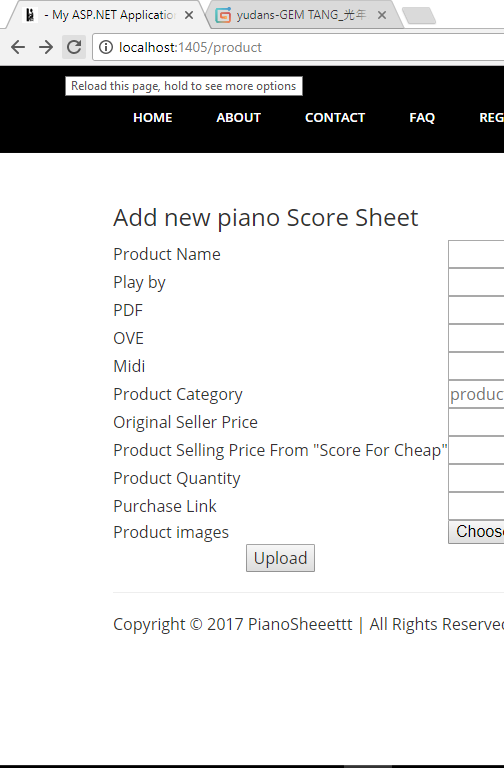 - My ASP.NET Application
yudans-GEM TANG_光年
localhost:1405/product
Reload this page, hold to see more options
HOME ABOUT CONTACT FAQ REG
Add new piano Score Sheet
Product Name
Play by
PDF
OVE
Midi
Product Category produc
Original Seller Price
Product Selling Price From "Score For Cheap"
Product Quantity
Purchase Link
Product images Choose
Upload
Copyright © 2017 PianoSheeettt | All Rights Reserved